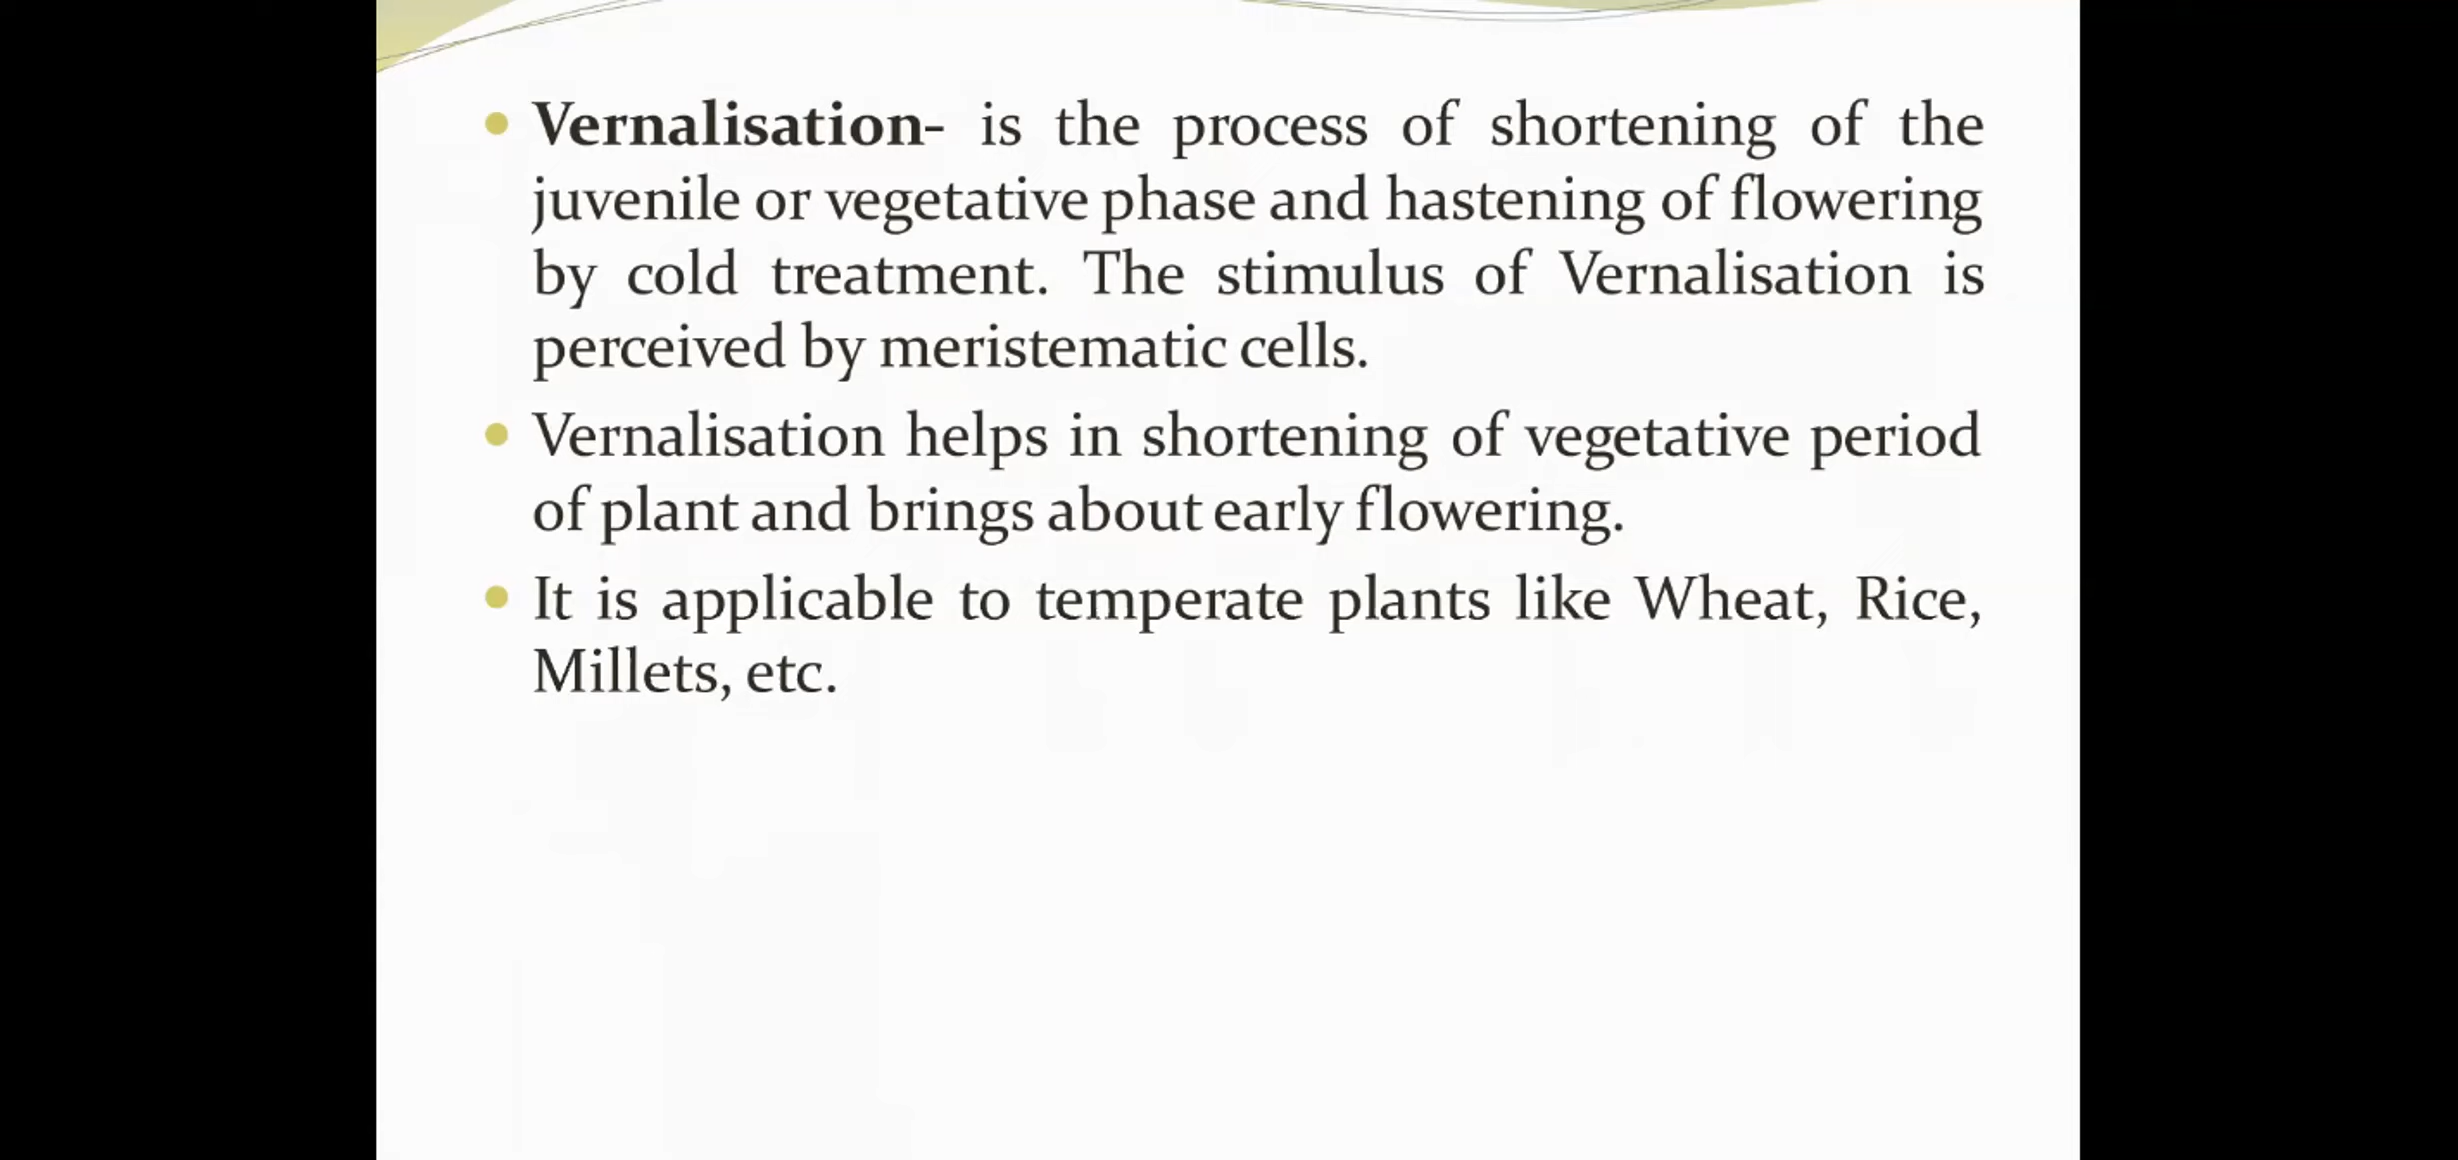 Vernalisation- is the process of shortening of the
juvenile or vegetative phase and hastening of flowering
by cold treatment. The stimulus of Vernalisation is
perceived by meristematic cells.
Vernalisation helps in shortening of vegetative period
of plant and brings about early flowering.
It is applicable to temperate plants like Wheat, Rice,
Millets, etc.